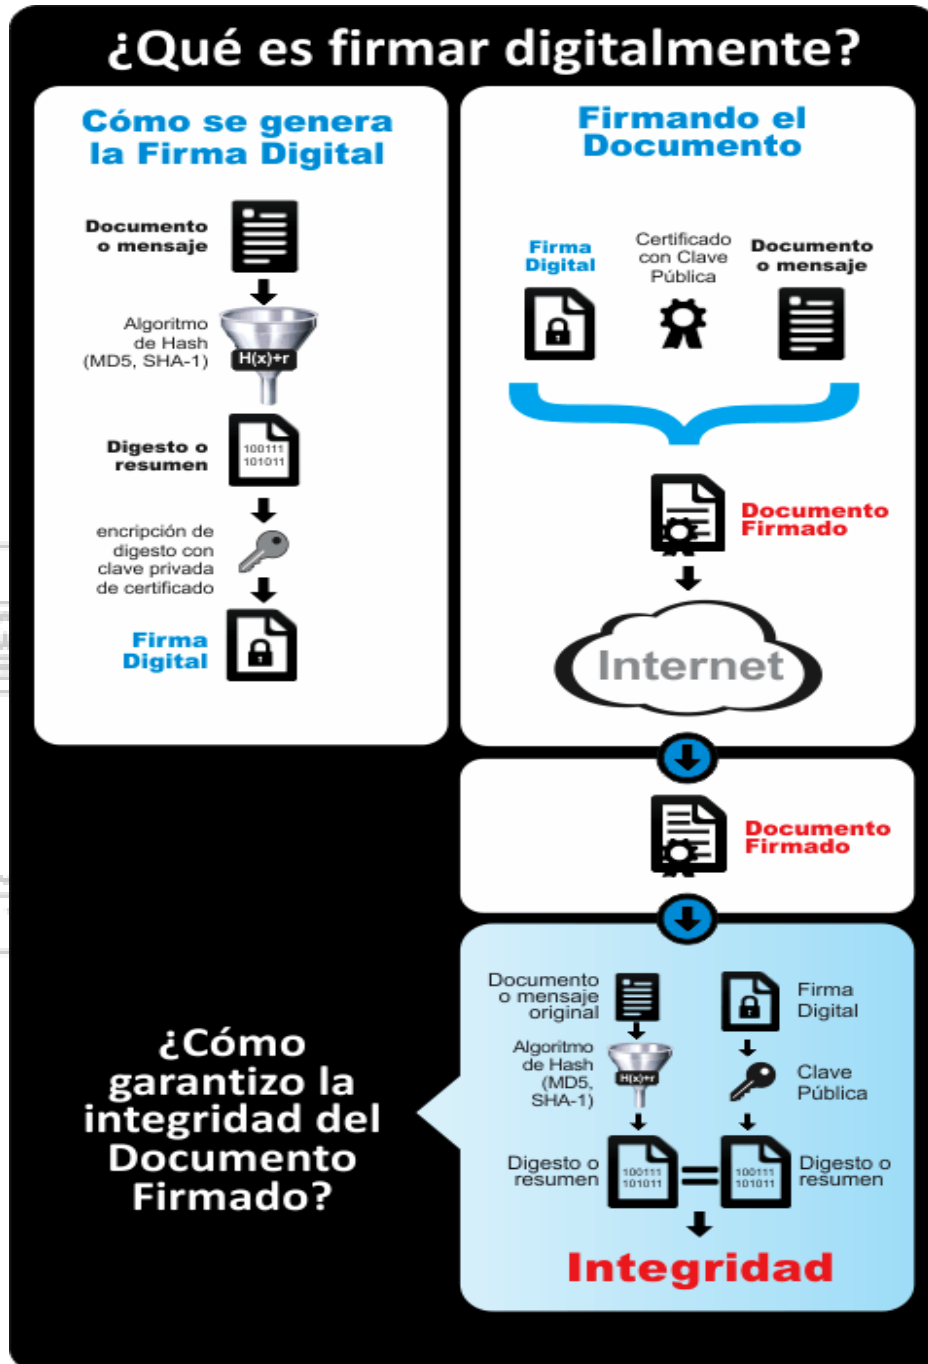 ¿Qué es firmar digitalmente?
Cómo se genera
la Firma Digital
Documento
o mensaje
Algoritmo
de Hash
(MD5, SHA-1)
H(x)+r
Digesto o
resumen
100111
101011
encripción de
digesto con
clave privada
de certificado
Firma
Digital
Firmando el
Documento
Firma
Digital
Certificado
con Clave
Pública
Documento
o mensaje
Documento
Firmado
Internet
Documento
Firmado
¿Cómo
garantizo la
integridad del
Documento
Firmado?
Documento
o mensaje
original
Algoritmo
de Hash
(MD5,
SHA-1)
H(x)+r
Digesto o
resumen
100111
101011
=
Firma
Digital
Clave
Pública
100111
101011
Digesto o
resumen
Integridad